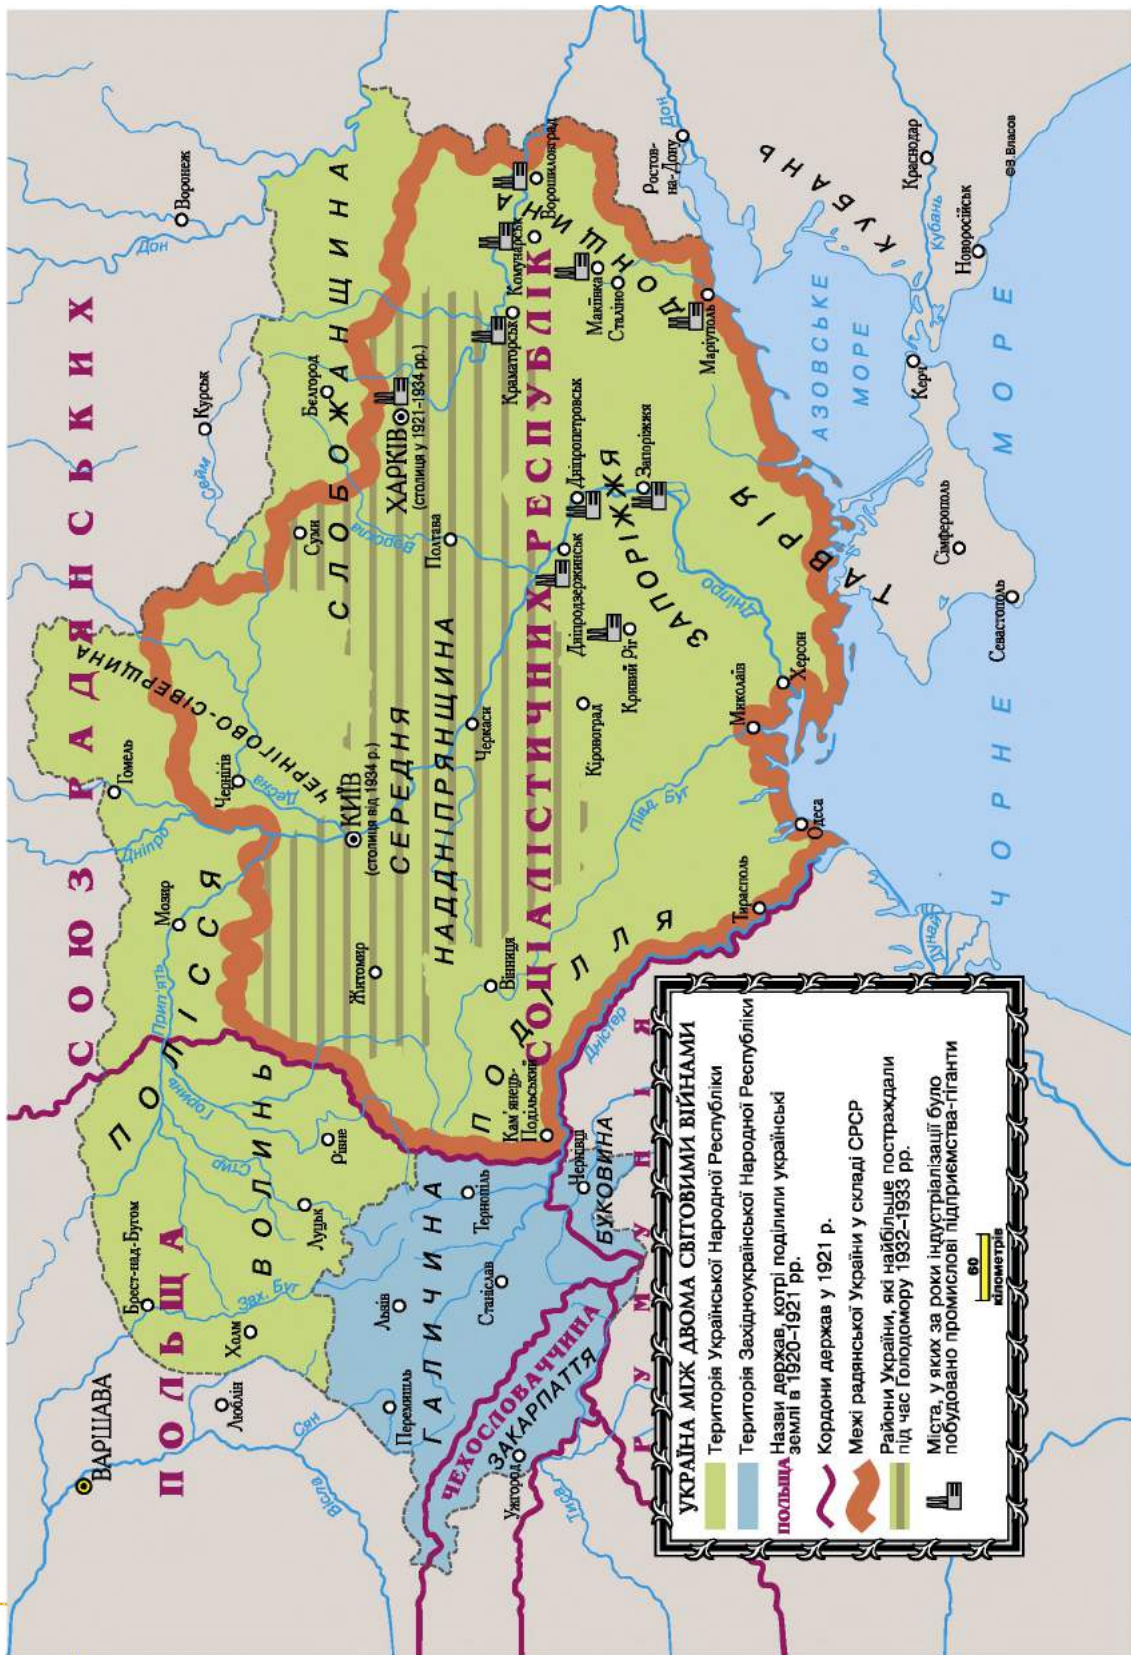 СОЮЗ РАДЯНСЬКИХ
СОЦІАЛІСТИЧНИХ РЕСПУБЛІК
ПОЛЬЩА
ЧЕХОСЛОВАЧЧИНА
РУМУНІЯ
ВАРШАВА
Люблін
Холм
Брест-над-Бугом
Зах. Буг
Вісла
Сян
ПОЛІССЯ
ВОЛИНЬ
Луцьк
Рівне
Стир
Горинь
Прип'ять
Мозир
Гомель
Дніпро
Чернігів
Десна
ЧЕРНІГОВО-СІВЕРЩИНА
Курськ
Сейм
Воронеж
Дон
Бєлгород
Суми
СЛОБОЖАНЩИНА
ХАРКІВ
(столиця у 1921–1934 рр.)
КИЇВ
(столиця від 1934 р.)
Житомир
СЕРЕДНЯ
НАДДНІПРЯНЩИНА
Полтава
Ворскла
Черкаси
Вінниця
ПОДІЛЛЯ
Кам'янець-
Подільський
ГАЛИЧИНА
Перемишль
Львів
Тернопіль
Станіслав
ЗАКАРПАТТЯ
Ужгород
Тиса
БУКОВИНА
Чернівці
Дністер
Краматорськ
Комунарськ
Ворошиловград
ДОНЩИНА
Макіївка
Сталіно
Маріуполь
Ростов-
на-Дону
Дон
Дніпропетровськ
Дніпродзержинськ
Запоріжжя
ЗАПОРІЖЖЯ
Кривий Ріг
Кіровоград
Півд. Буг
Дніпро
Миколаїв
Херсон
Одеса
Тирасполь
Дунай
ТАВРІЯ
АЗОВСЬКЕ
МОРЕ
КУБАНЬ
Краснодар
Кубань
Новоросійськ
Керч
Сімферополь
Севастополь
ЧОРНЕ МОРЕ
©В.Власов
УКРАЇНА МІЖ ДВОМА СВІТОВИМИ ВІЙНАМИ
Територія Української Народної Республіки
Територія Західноукраїнської Народної Республіки
ПОЛЬЩА Назви держав, котрі поділили українські
землі в 1920–1921 рр.
Кордони держав у 1921 р.
Межі радянської України у складі СРСР
Райони України, які найбільше постраждали
під час Голодомору 1932–1933 рр.
Міста, у яких за роки індустріалізації було
побудовано промислові підприємства-гіганти
60
кілометрів